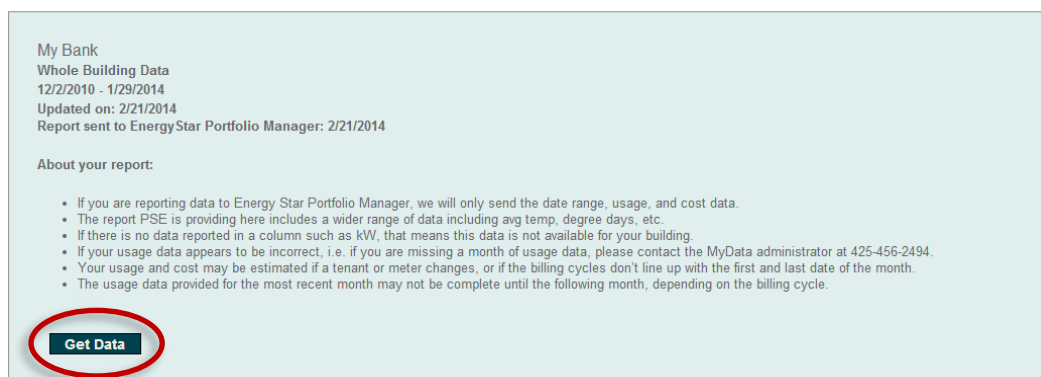 My Bank
Whole Building Data
12/2/2010 - 1/29/2014
Updated on: 2/21/2014
Report sent to EnergyStar Portfolio Manager: 2/21/2014
About your report:
• If you are reporting data to Energy Star Portfolio Manager, we will only send the date range, usage, and cost data.
• The report PSE is providing here includes a wider range of data including avg temp, degree days, etc.
• If there is no data reported in a column such as kW, that means this data is not available for your building.
• If your usage data appears to be incorrect, i.e. if you are missing a month of usage data, please contact the MyData administrator at 425-456-2494.
• Your usage and cost may be estimated if a tenant or meter changes, or if the billing cycles don't line up with the first and last date of the month.
• The usage data provided for the most recent month may not be complete until the following month, depending on the billing cycle.
Get Data